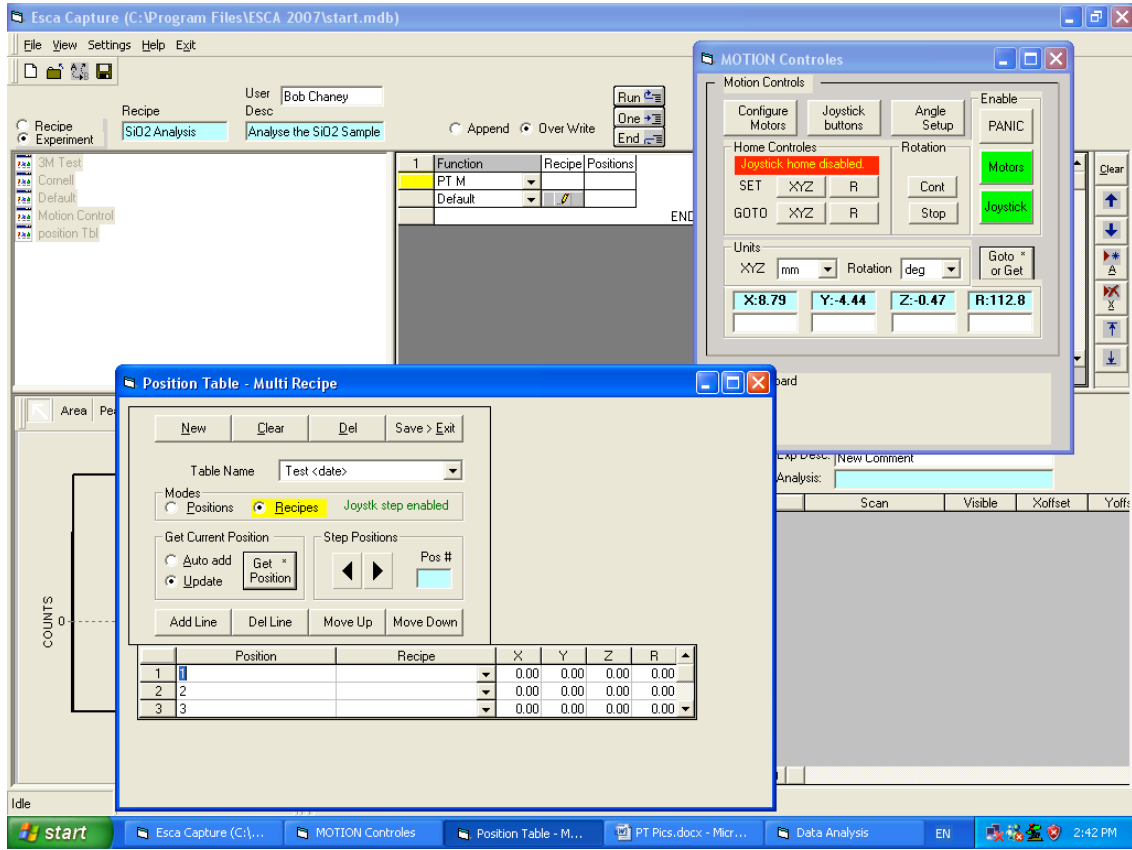 Esca Capture (C:\Program Files\ESCA 2007\start.mdb)
File View Settings Help Exit
User Bob Chaney
Recipe Desc
Recipe
Experiment
SiO2 Analysis Analyse the SiO2 Sample
Append Over Write
Run
One
End
3M Test
Cornell
Default
Motion Control
position Tbl
1 Function Recipe Positions
PT M
Default
END
Clear
A
X
MOTION Controles
Motion Controls
Configure Motors
Joystick buttons
Angle Setup
Enable
PANIC
Motors
Joystick
Home Controles
Joystick home disabled.
SET XYZ R
GOTO XYZ R
Rotation
Cont
Stop
Units
XYZ mm Rotation deg
Goto * or Get
X:8.79 Y:-4.44 Z:-0.47 R:112.8
Area
Position Table - Multi Recipe
New Clear Del Save > Exit
Table Name Test <date>
Modes
Positions Recipes Joystk step enabled
Get Current Position
Auto add
Update
Get * Position
Step Positions
Pos #
Add Line Del Line Move Up Move Down
Position Recipe X Y Z R
1 1 0.00 0.00 0.00 0.00
2 2 0.00 0.00 0.00 0.00
3 3 0.00 0.00 0.00 0.00
Exp Desc: New Comment
Analysis:
Scan Visible Xoffset Yoffs
COUNTS
0
Idle
start Esca Capture (C:\... MOTION Controles Position Table - M... PT Pics.docx - Micr... Data Analysis EN 2:42 PM